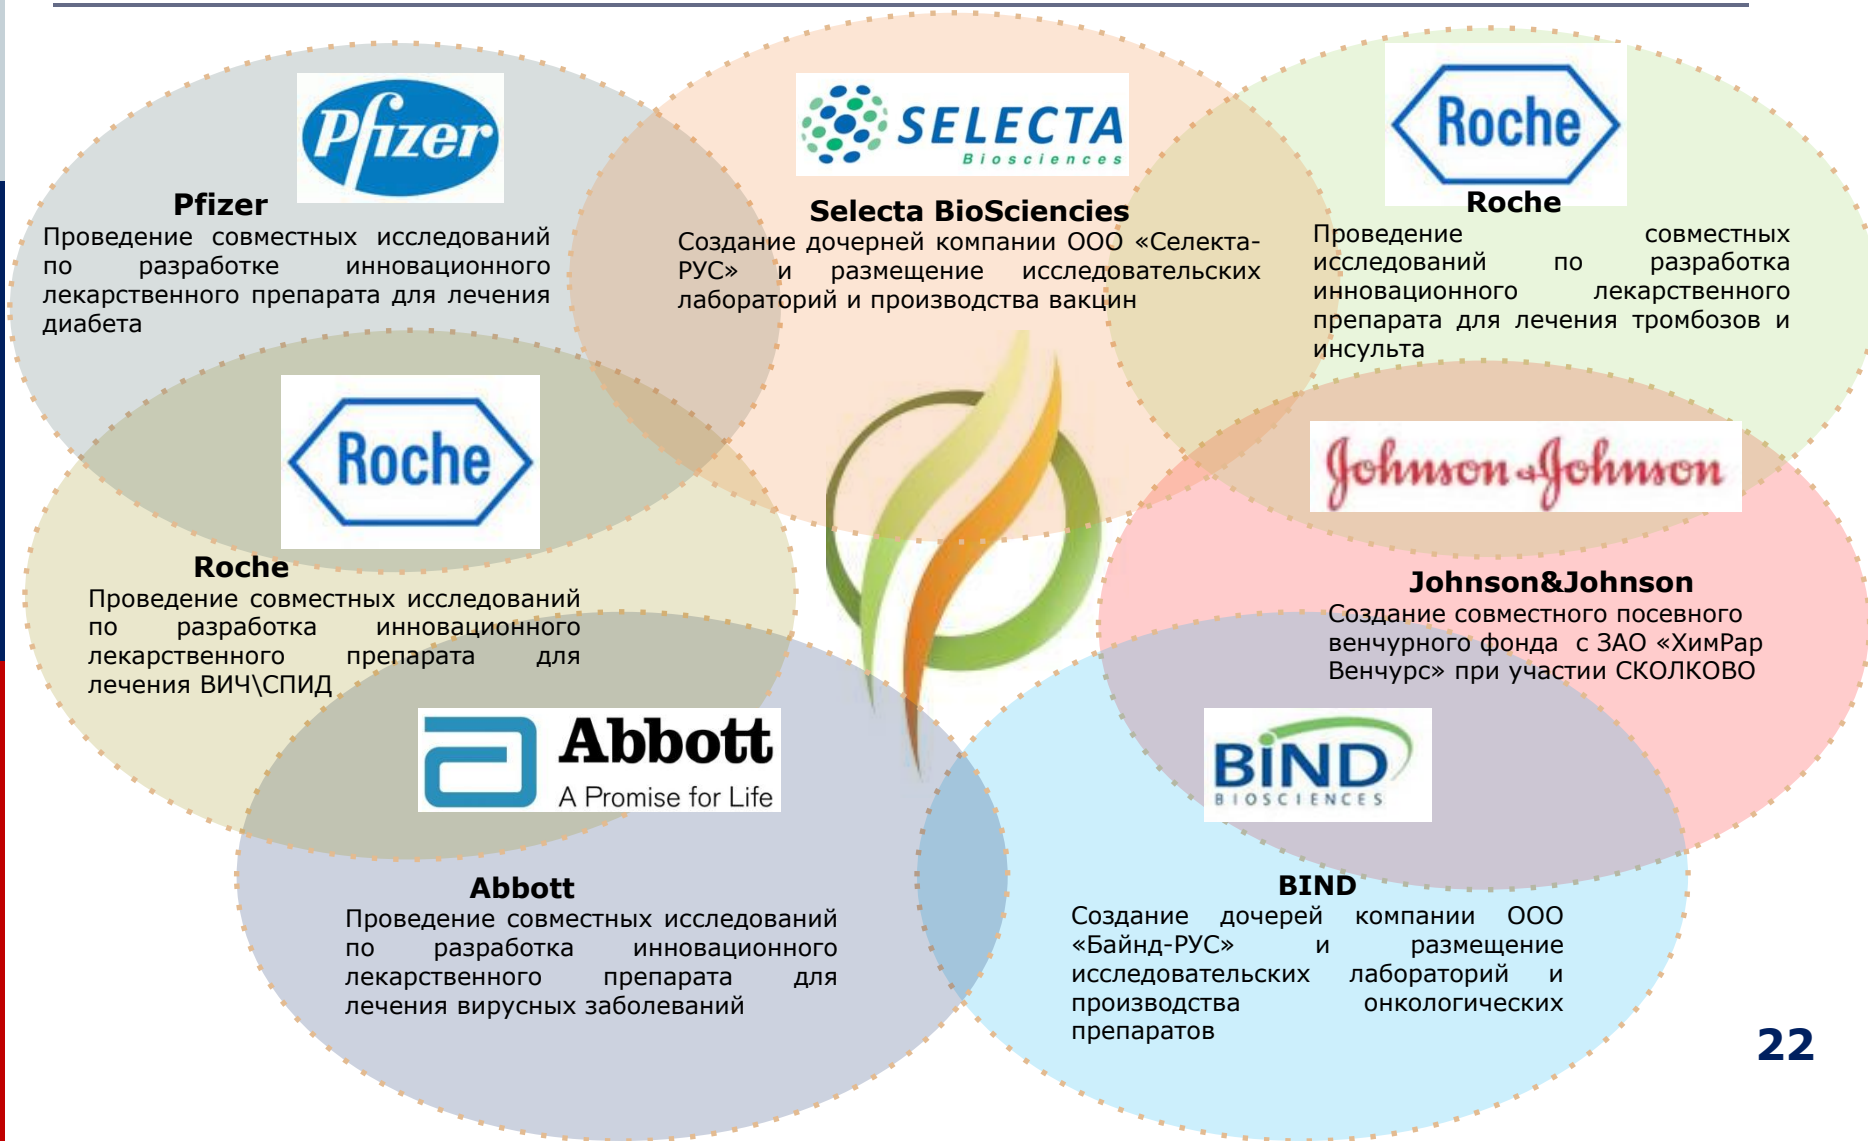 Pfizer
Pfizer
Проведение совместных исследований
по разработке инновационного
лекарственного препарата для лечения
диабета
SELECTA
Biosciences
Selecta BioSciencies
Создание дочерней компании ООО «Селекта-
РУС» и размещение исследовательских
лабораторий и производства вакцин
Roche
Roche
Проведение совместных
исследований по разработка
инновационного лекарственного
препарата для лечения тромбозов и
инсульта
Roche
Roche
Проведение совместных исследований
по разработка инновационного
лекарственного препарата для
лечения ВИЧ\СПИД
Johnson&Johnson
Johnson&Johnson
Создание совместного посевного
венчурного фонда с ЗАО «ХимРар
Венчурс» при участии СКОЛКОВО
Abbott
A Promise for Life
Abbott
Проведение совместных исследований
по разработка инновационного
лекарственного препарата для
лечения вирусных заболеваний
BiND
BIOSCIENCES
BIND
Создание дочерей компании ООО
«Байнд-РУС» и размещение
исследовательских лабораторий и
производства онкологических
препаратов
22